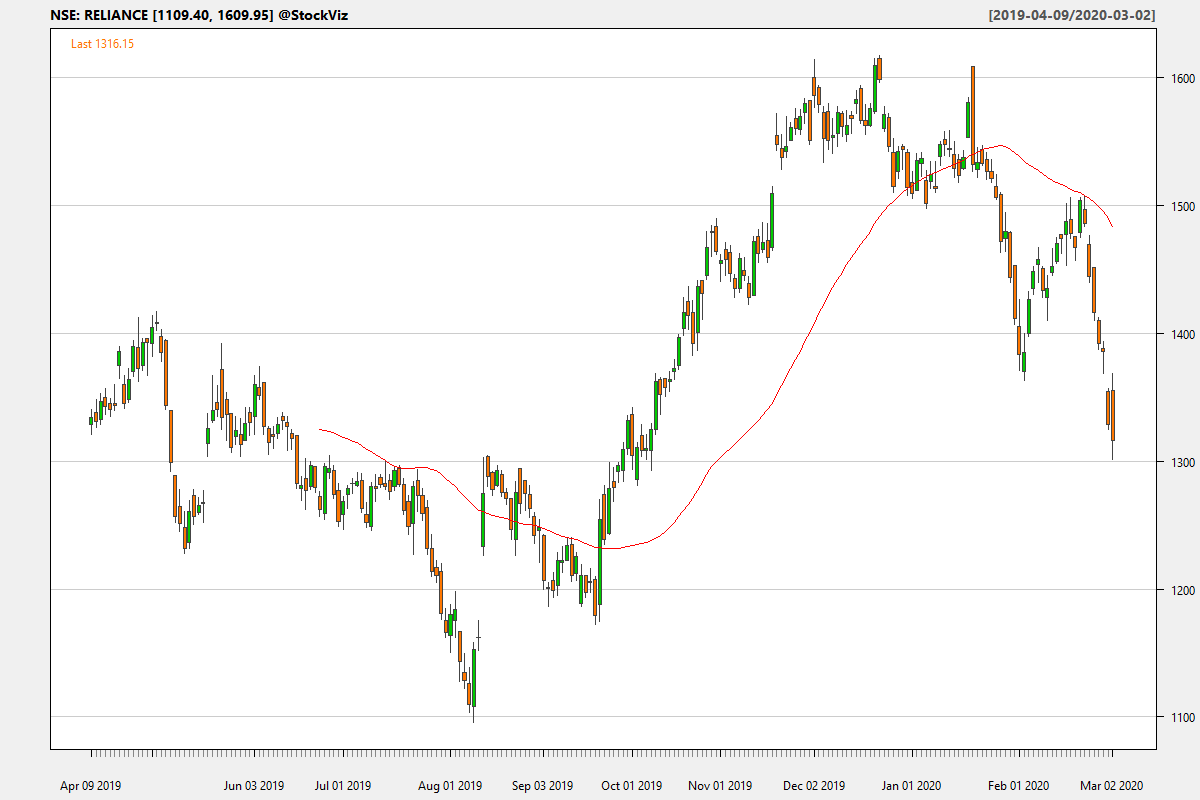 NSE: RELIANCE [1109.40, 1609.95] @StockViz [2019-04-09/2020-03-02]
Last 1316.15
1600
1500
1400
1300
1200
1100
Apr 09 2019 Jun 03 2019 Jul 01 2019 Aug 01 2019 Sep 03 2019 Oct 01 2019 Nov 01 2019 Dec 02 2019 Jan 01 2020 Feb 01 2020 Mar 02 2020